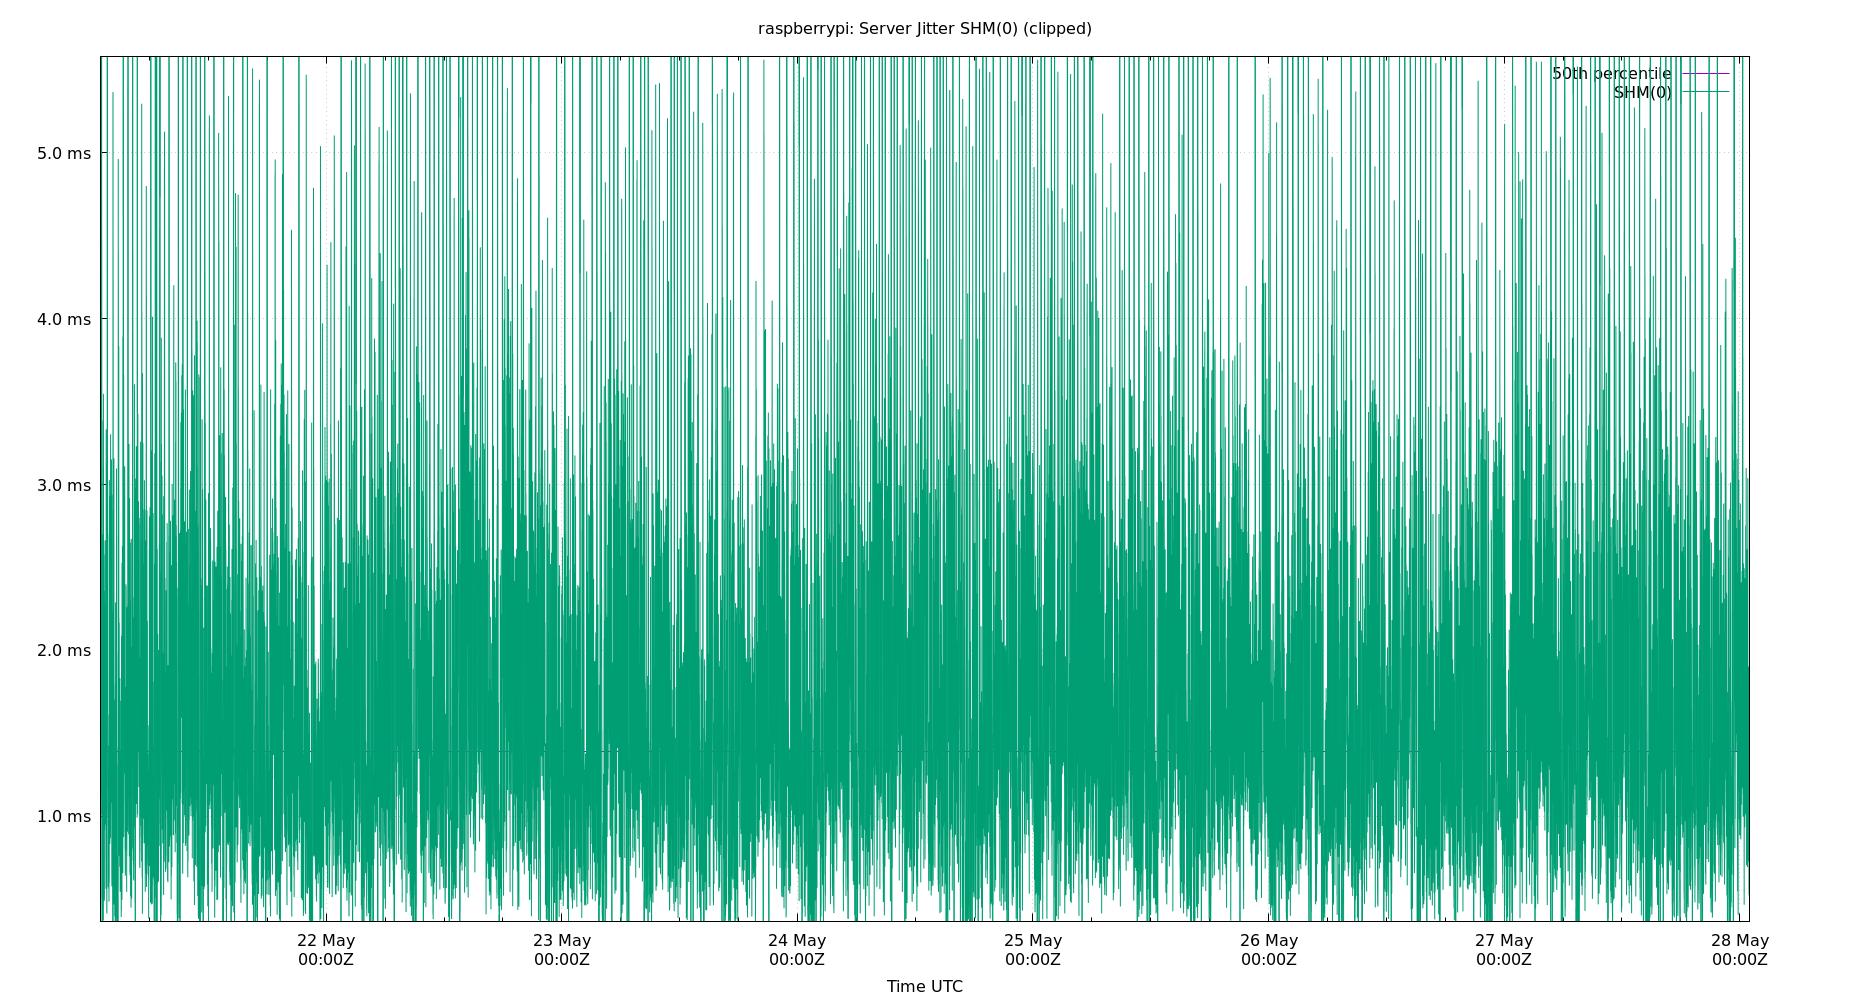 raspberrypi: Server Jitter SHM(0) (clipped)
50th percentile
SHM(0)
5.0 ms
4.0 ms
3.0 ms
2.0 ms
1.0 ms
22 May 23 May 24 May 25 May 26 May 27 May 28 May
00:00Z 00:00Z 00:00Z 00:00Z 00:00Z 00:00Z 00:00Z
Time UTC